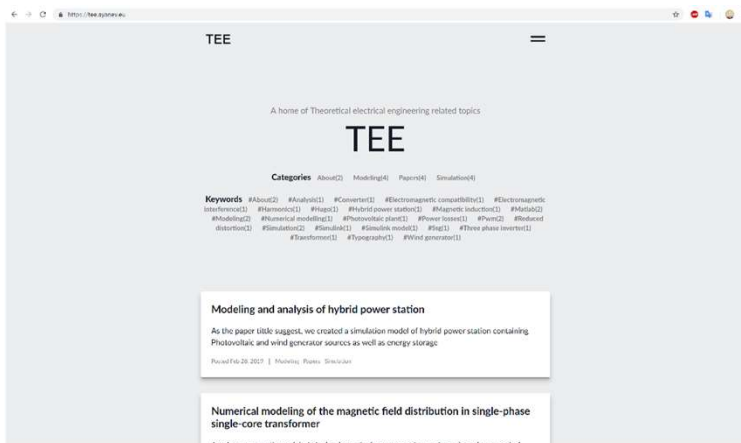 https://tee.ayanev.eu
TEE
A home of Theoretical electrical engineering related topics
TEE
Categories About(2) Modeling(4) Papers(4) Simulation(4)
Keywords #About(2) #Analysis(1) #Converter(1) #Electromagnetic compatibility(1) #Electromagnetic
interference(1) #Harmonics(1) #Hugo(1) #Hybrid power station(1) #Magnetic induction(1) #Matlab(2)
#Modeling(2) #Numerical modelling(1) #Photovoltaic plant(1) #Power losses(1) #Pwm(2) #Reduced
distortion(1) #Simulation(2) #Simulink(1) #Simulink model(1) #Ssg(1) #Three phase inverter(1)
#Transformer(1) #Typography(1) #Wind generator(1)
Modeling and analysis of hybrid power station
As the paper tittle suggest, we created a simulation model of hybrid power station containing
Photovoltaic and wind generator sources as well as energy storage
Posted Feb 28, 2019 | Modeling Papers Simulation
Numerical modeling of the magnetic field distribution in single-phase
single-core transformer